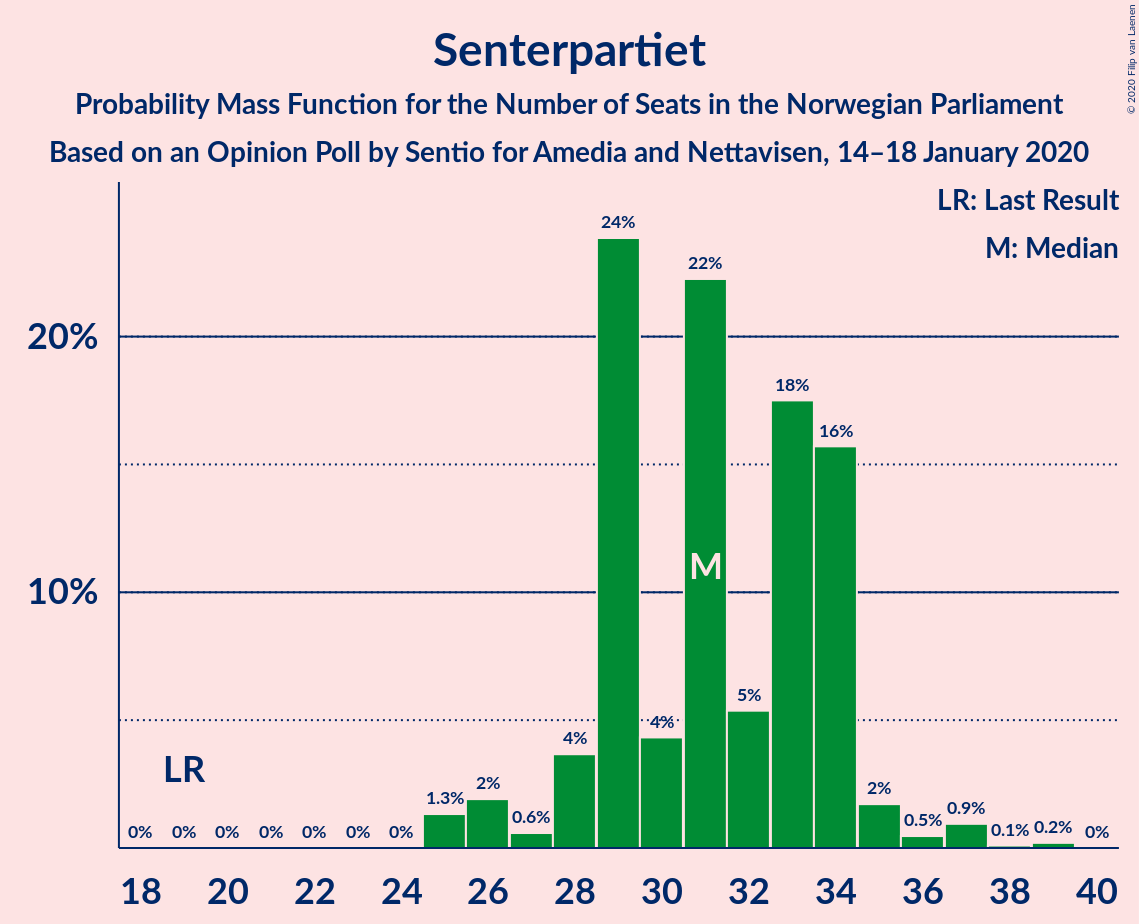 Senterpartiet
Probability Mass Function for the Number of Seats in the Norwegian Parliament
Based on an Opinion Poll by Sentio for Amedia and Nettavisen, 14–18 January 2020
© 2020 Filip van Laenen
LR: Last Result
M: Median
20%
10%
LR
M
0% 0% 0% 0% 0% 0% 0% 1.3% 2% 0.6% 4% 24% 4% 22% 5% 18% 16% 2% 0.5% 0.9% 0.1% 0.2% 0%
18 20 22 24 26 28 30 32 34 36 38 40